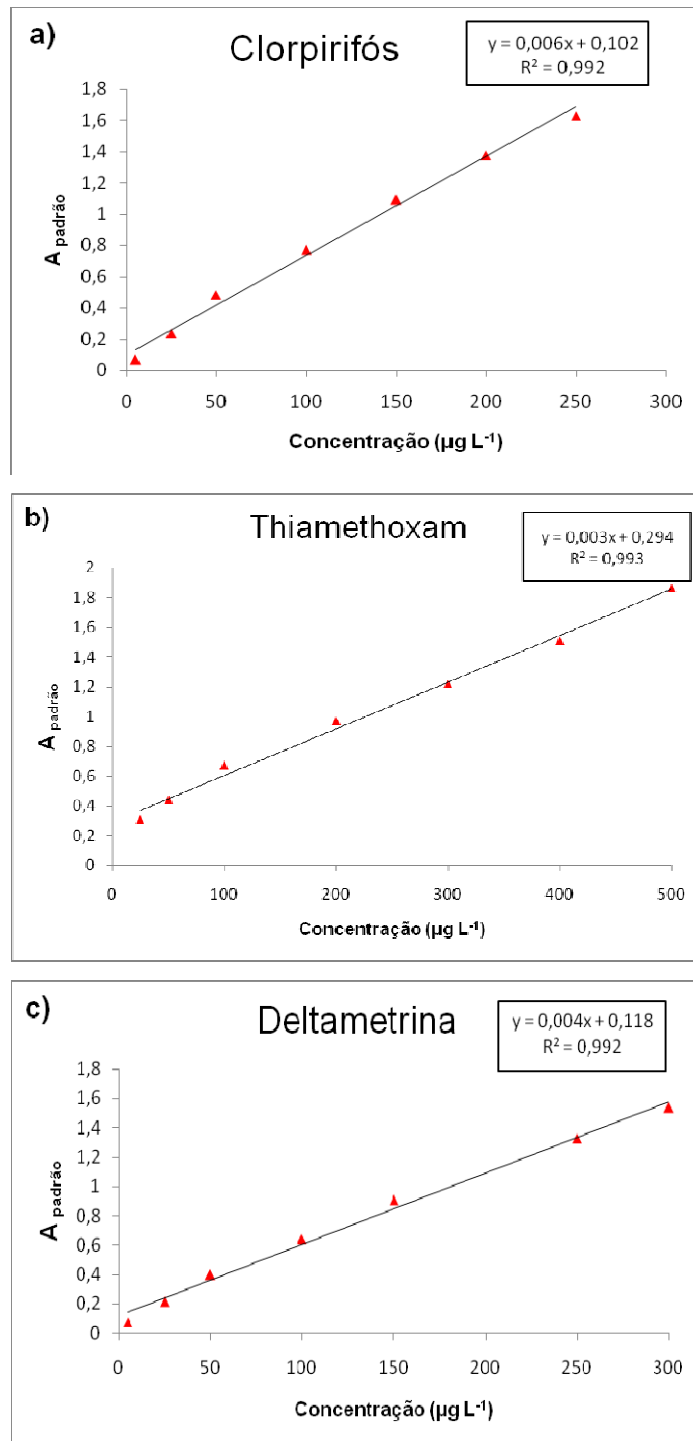 a)
Clorpirifós
y = 0,006x + 0,102
R² = 0,992
1,8
1,6
1,4
1,2
1
0,8
0,6
0,4
0,2
0
A padrão
0 50 100 150 200 250 300
Concentração (µg L⁻¹)
b)
Thiamethoxam
y = 0,003x + 0,294
R² = 0,993
2
1,8
1,6
1,4
1,2
1
0,8
0,6
0,4
0,2
0
A padrão
0 100 200 300 400 500
Concentração (µg L⁻¹)
c)
Deltametrina
y = 0,004x + 0,118
R² = 0,992
1,8
1,6
1,4
1,2
1
0,8
0,6
0,4
0,2
0
A padrão
0 50 100 150 200 250 300
Concentração (µg L⁻¹)